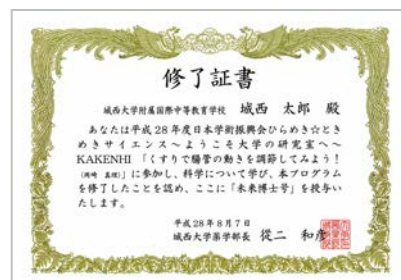 修了証書
城西大学附属国際中等教育学校 城西 太郎 殿
あなたは平成28年度日本学術振興会ひらめき☆とき
めきサイエンス～ようこそ大学の研究室へ～
KAKENHI「くすりで腸管の動きを調節してみよう!
」に参加し、科学について学び、本プログラム
を修了したことを認め、ここに「未来博士号」を授与い
たします。
平成28年8月7日
城西大学薬学部長 從二 和彦